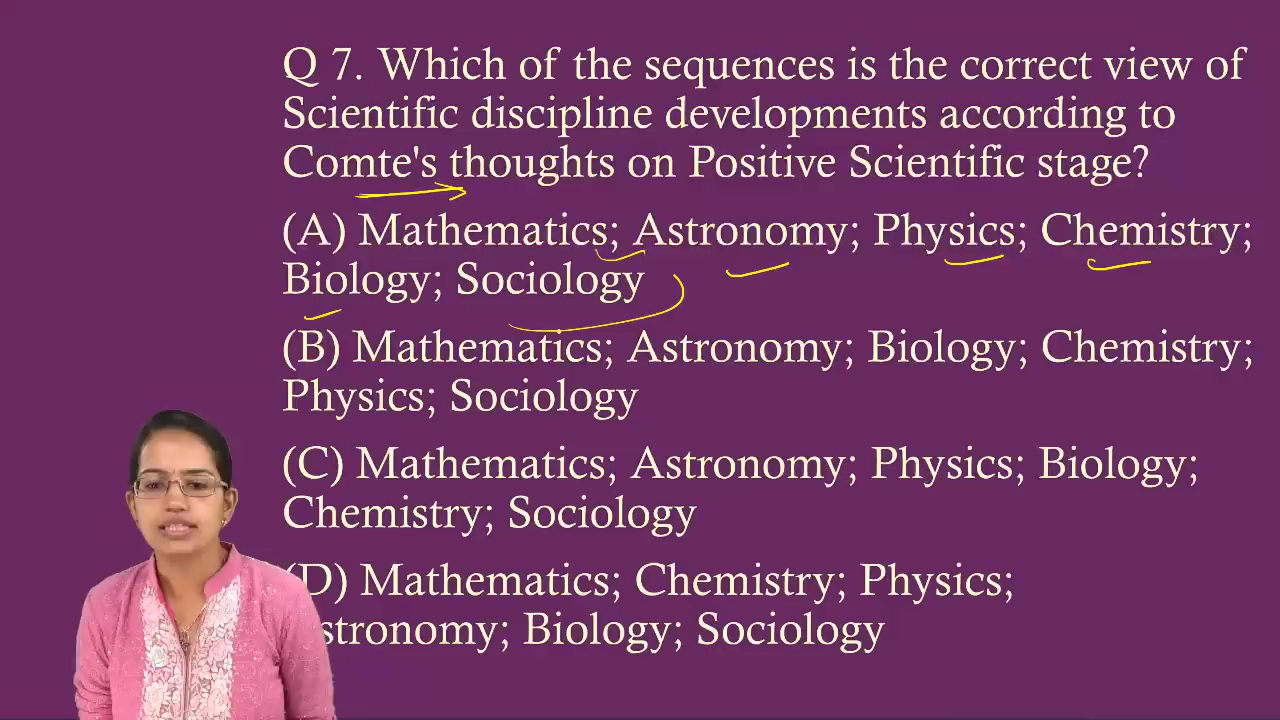 Q 7. Which of the sequences is the correct view of
Scientific discipline developments according to
Comte's thoughts on Positive Scientific stage?
(A) Mathematics; Astronomy; Physics; Chemistry;
Biology; Sociology
(B) Mathematics; Astronomy; Biology; Chemistry;
Physics; Sociology
(C) Mathematics; Astronomy; Physics; Biology;
Chemistry; Sociology
(D) Mathematics; Chemistry; Physics;
stronomy; Biology; Sociology